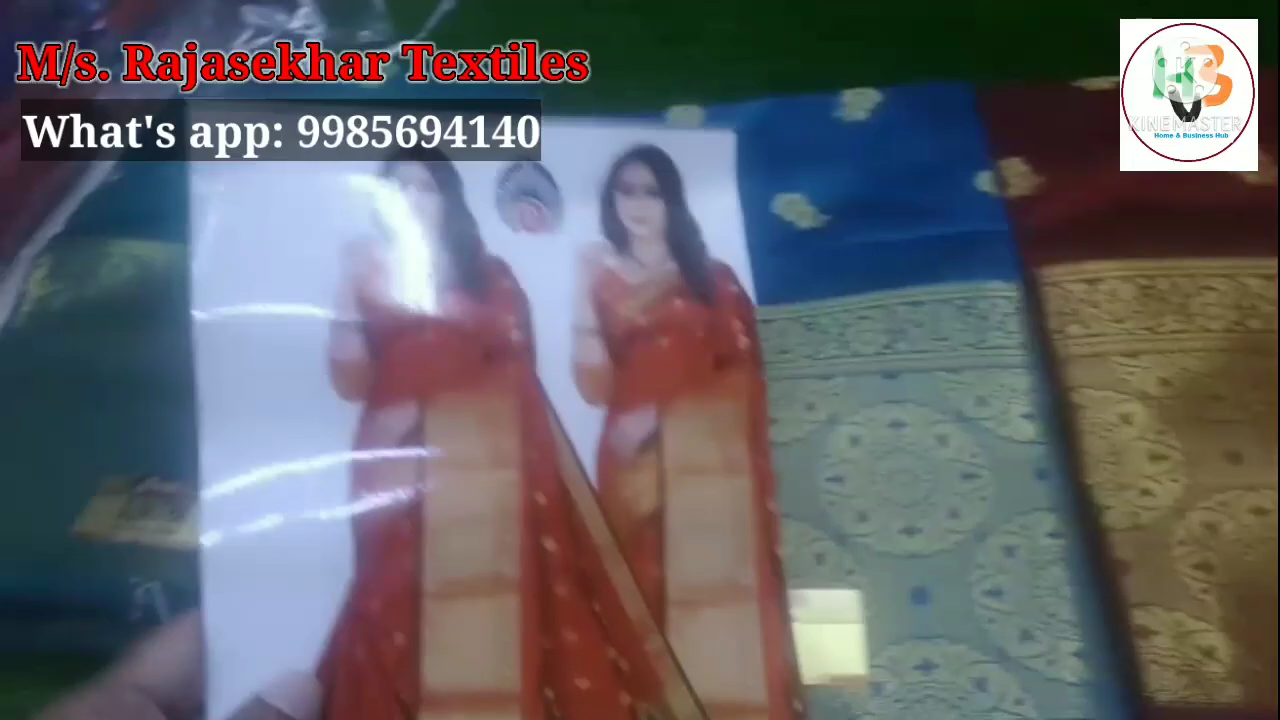 M/s. Rajasekhar Textiles
What's app: 9985694140
KINEMASTER
Home & Business Hub